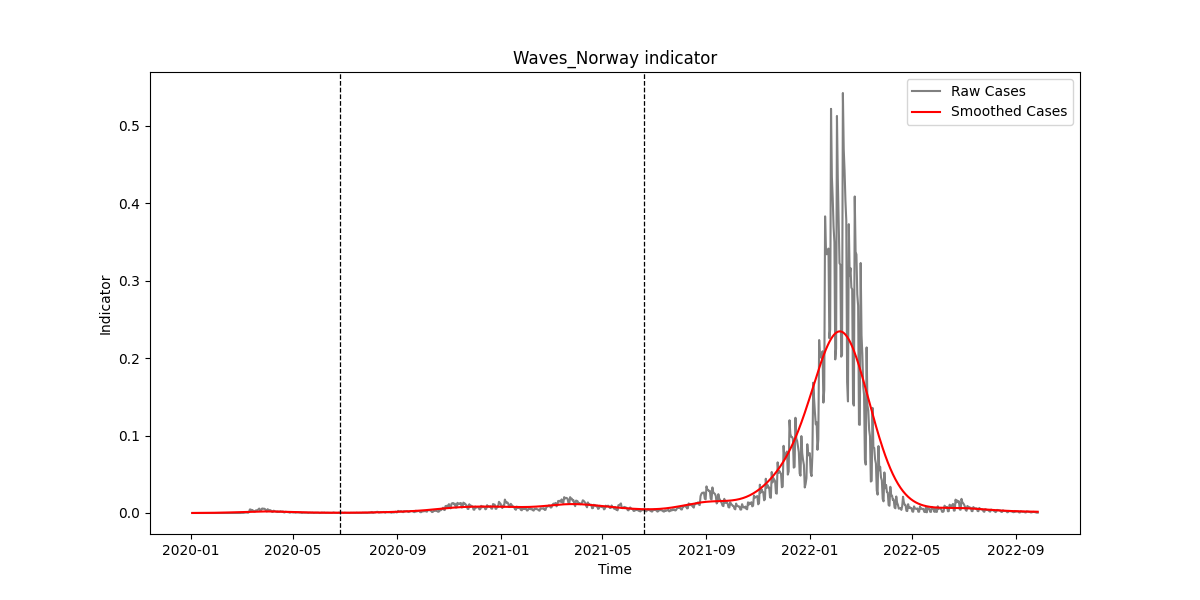 Waves_Norway indicator
Raw Cases
Smoothed Cases
Indicator
0.5
0.4
0.3
0.2
0.1
0.0
2020-01 2020-05 2020-09 2021-01 2021-05 2021-09 2022-01 2022-05 2022-09
Time